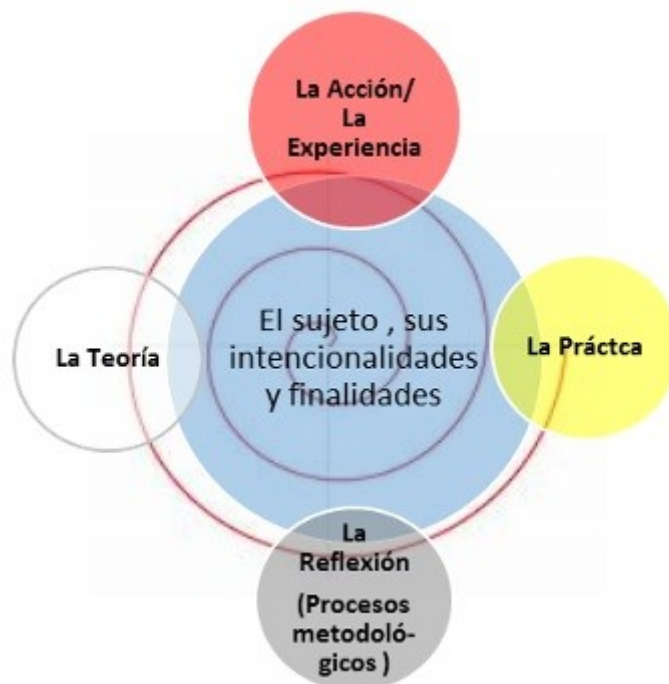 La Acción/
La
Experiencia
El sujeto , sus
intencionalidades
y finalidades
La Teoría
La Práctca
La
Reflexión
(Procesos
metodoló-
gicos )